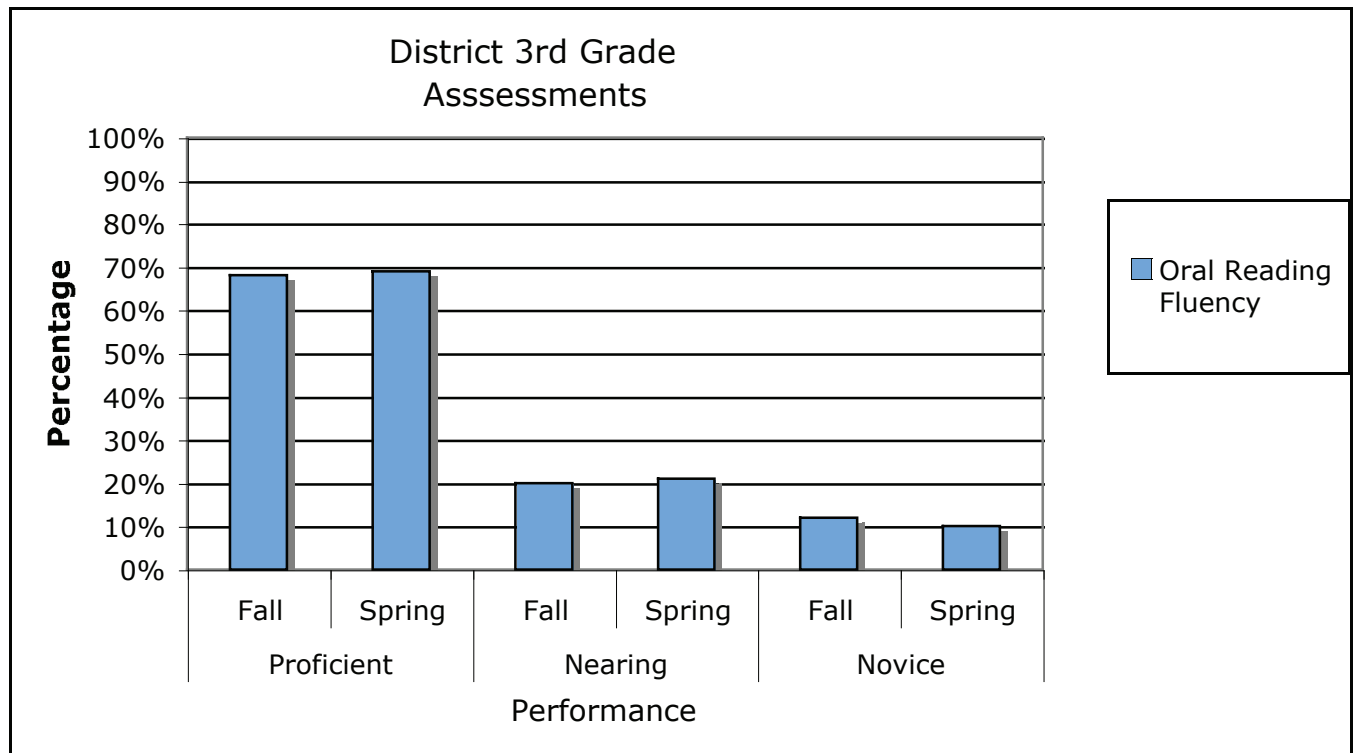 District 3rd Grade
Asssessments
100%
90%
80%
70%
60%
50%
40%
30%
20%
10%
0%
Percentage
Fall Spring Fall Spring Fall Spring
Proficient Nearing Novice
Performance
Oral Reading
Fluency